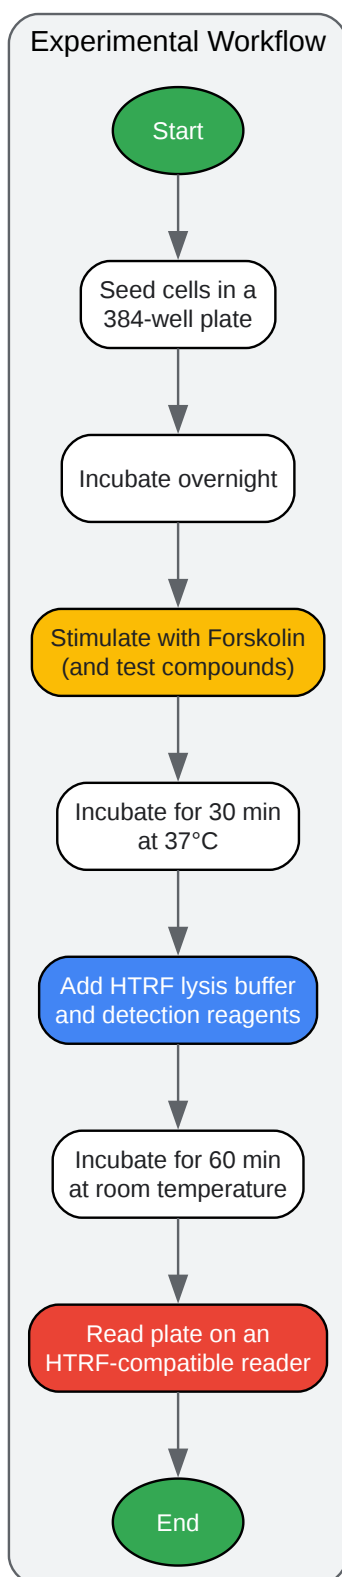 Experimental Workflow
Start
Seed cells in a
384-well plate
Incubate overnight
Stimulate with Forskolin
(and test compounds)
Incubate for 30 min
at 37°C
Add HTRF lysis buffer
and detection reagents
Incubate for 60 min
at room temperature
Read plate on an
HTRF-compatible reader
End